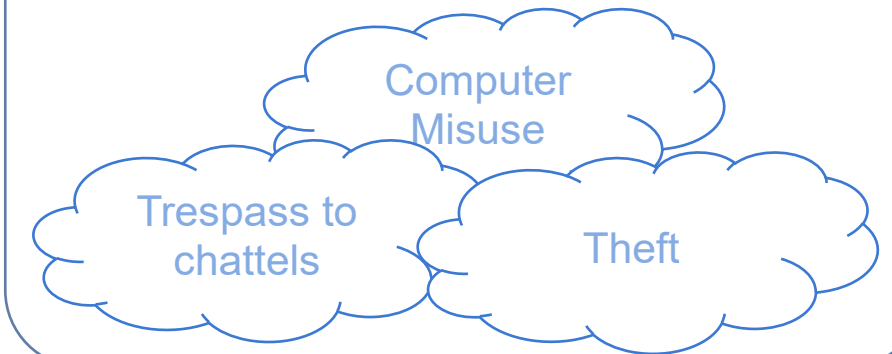 Computer
Misuse
Trespass to
chattels
Theft